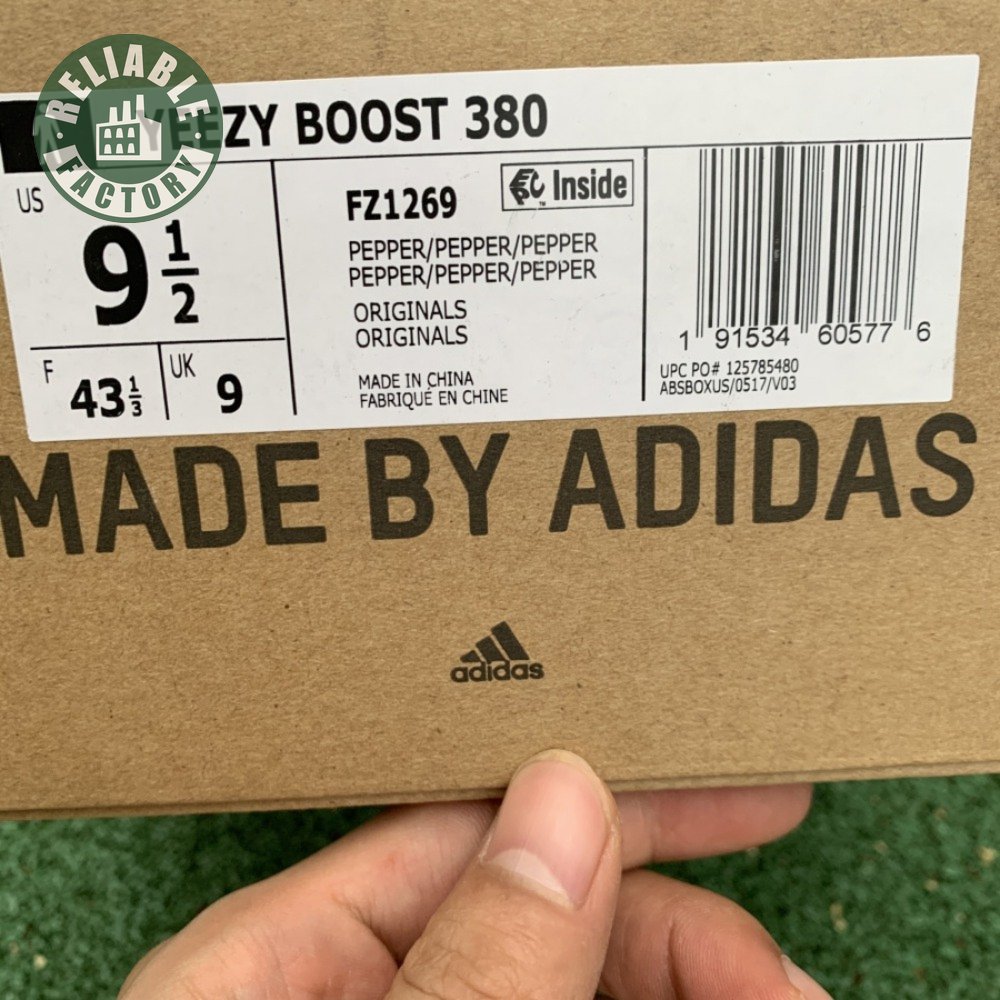 RELIABLE
FACTORY
YEEZY BOOST 380
US
9 1/2
F
43 1/3
UK
9
FZ1269
Inside
PEPPER/PEPPER/PEPPER
PEPPER/PEPPER/PEPPER
ORIGINALS
ORIGINALS
MADE IN CHINA
FABRIQUÉ EN CHINE
1 91534 60577 6
UPC PO# 125785480
ABSBOXUS/0517/V03
MADE BY ADIDAS
adidas